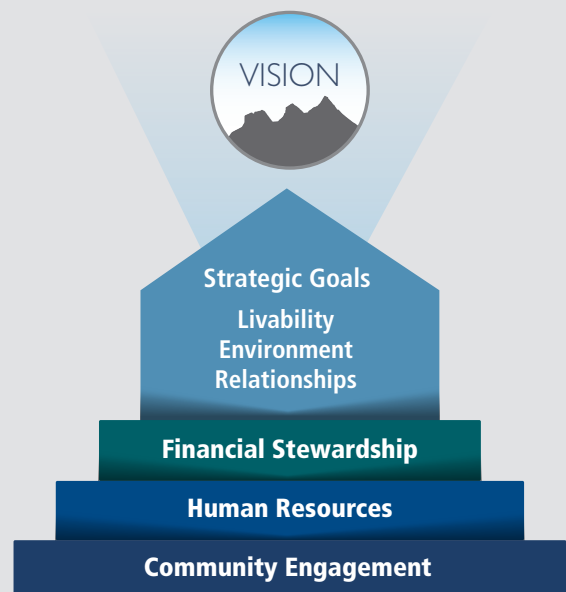 VISION
Strategic Goals
Livability
Environment
Relationships
Financial Stewardship
Human Resources
Community Engagement